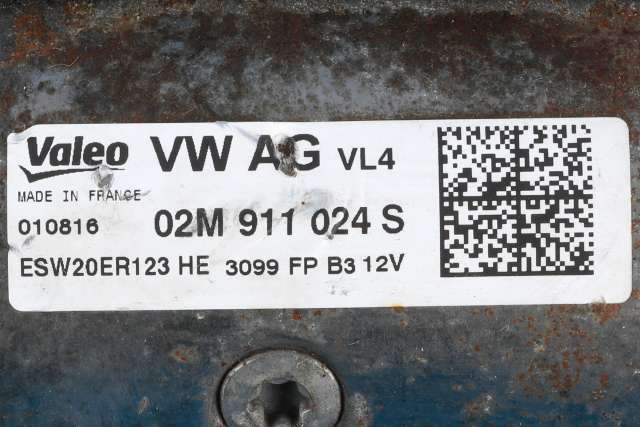 Valeo VW AG VL4
MADE IN FRANCE
010816 02M 911 024 S
ESW20ER123 HE 3099 FP B3 12V